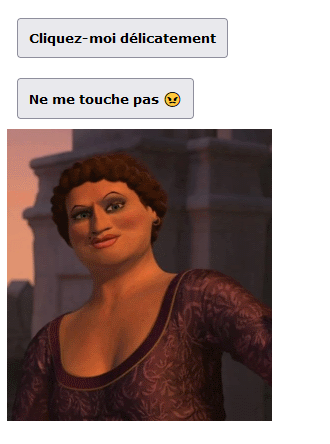 Cliquez-moi délicatement
Ne me touche pas 😠